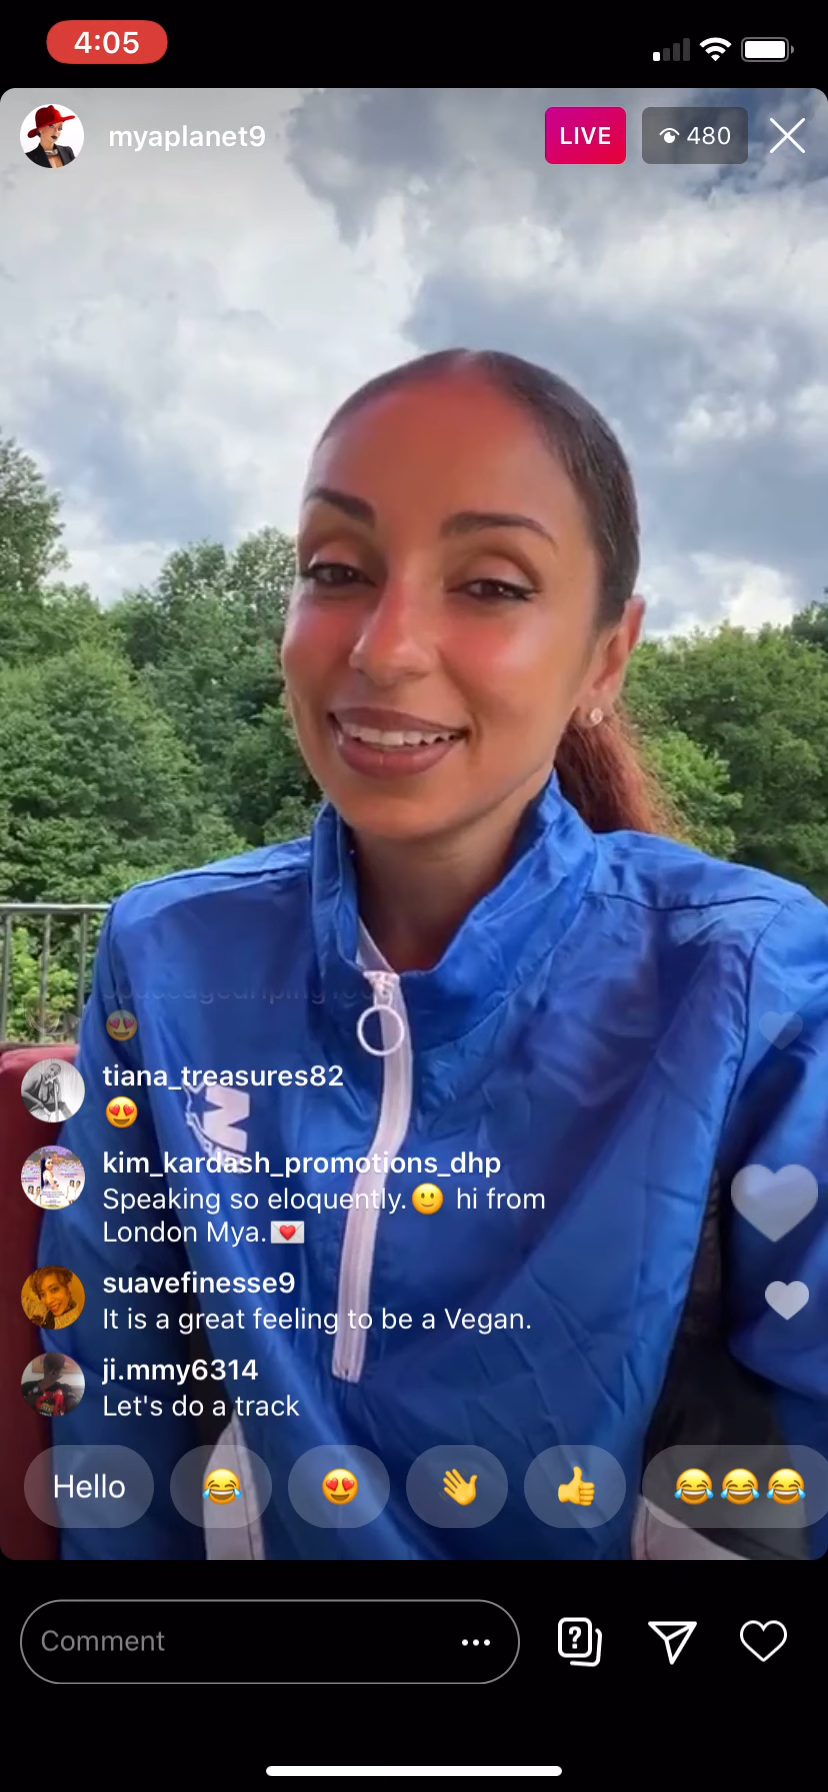 4:05
myaplanet9
LIVE
480
tiana_treasures82
😍
kim_kardash_promotions_dhp
Speaking so eloquently.🙂 hi from
London Mya.💌
suavefinesse9
It is a great feeling to be a Vegan.
ji.mmy6314
Let's do a track
Hello
Comment